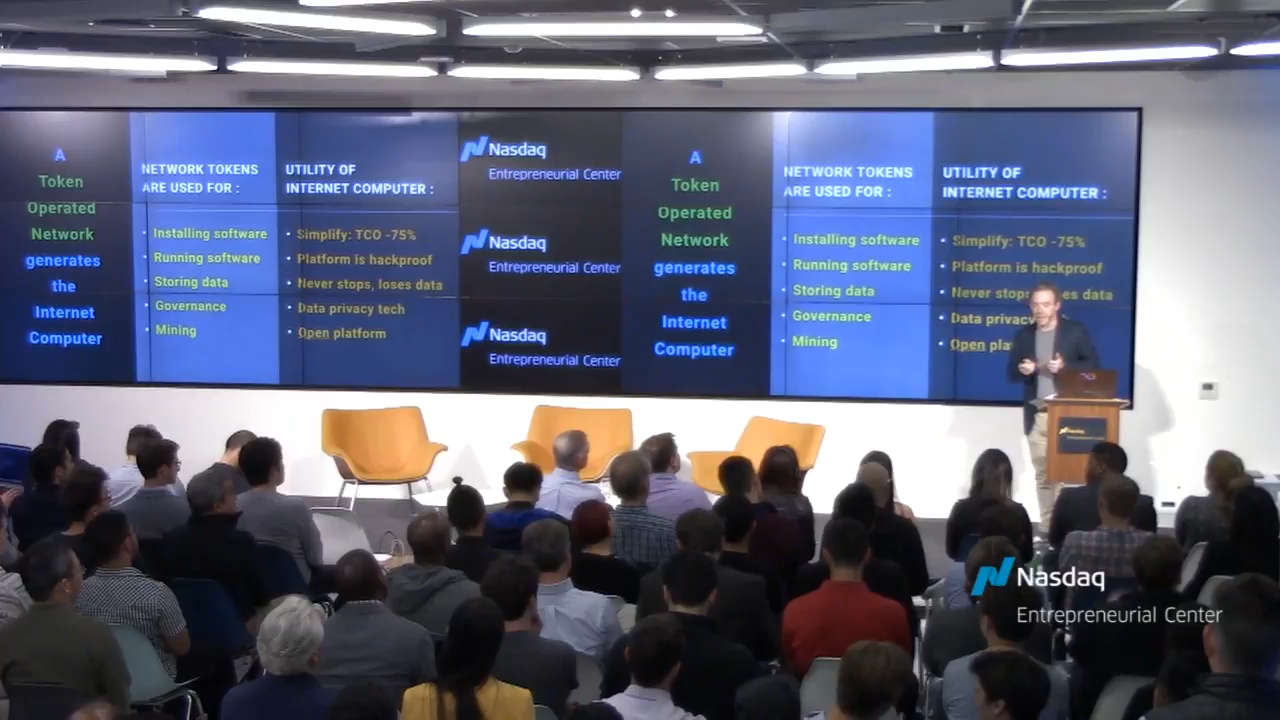 A
Token
Operated
Network
generates
the
Internet
Computer
NETWORK TOKENS
ARE USED FOR :
• Installing software
• Running software
• Storing data
• Governance
• Mining
UTILITY OF
INTERNET COMPUTER :
• Simplify: TCO -75%
• Platform is hackproof
• Never stops, loses data
• Data privacy tech
• Open platform
Nasdaq
Entrepreneurial Center
Nasdaq
Entrepreneurial Center
Nasdaq
Entrepreneurial Center
A
Token
Operated
Network
generates
the
Internet
Computer
NETWORK TOKENS
ARE USED FOR :
• Installing software
• Running software
• Storing data
• Governance
• Mining
UTILITY OF
INTERNET COMPUTER :
• Simplify: TCO -75%
• Platform is hackproof
• Never stops es data
• Data privacy
• Open pla
Nasdaq
Nasdaq
Entrepreneurial Center